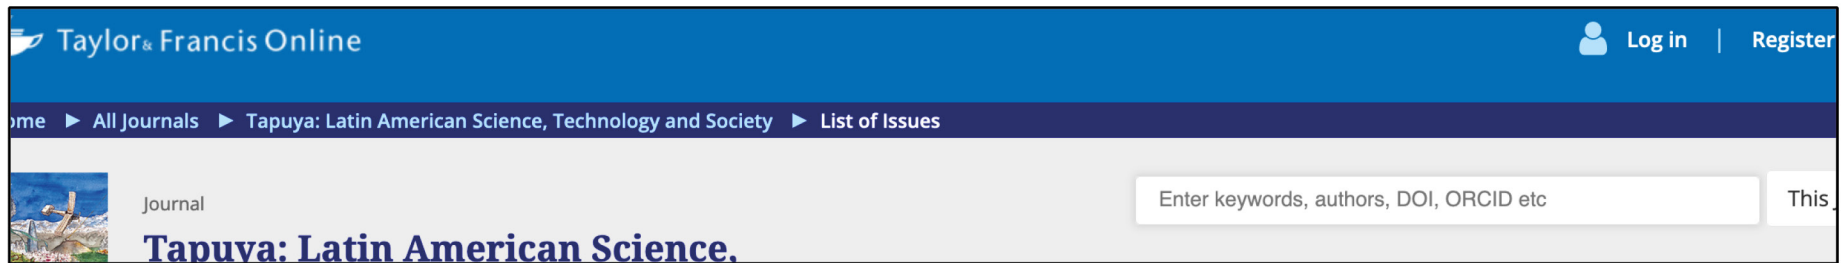 Taylor & Francis Online
Log in | Register
ome ▶ All Journals ▶ Tapuya: Latin American Science, Technology and Society ▶ List of Issues
Journal
Enter keywords, authors, DOI, ORCID etc
This
Tapuya: Latin American Science,